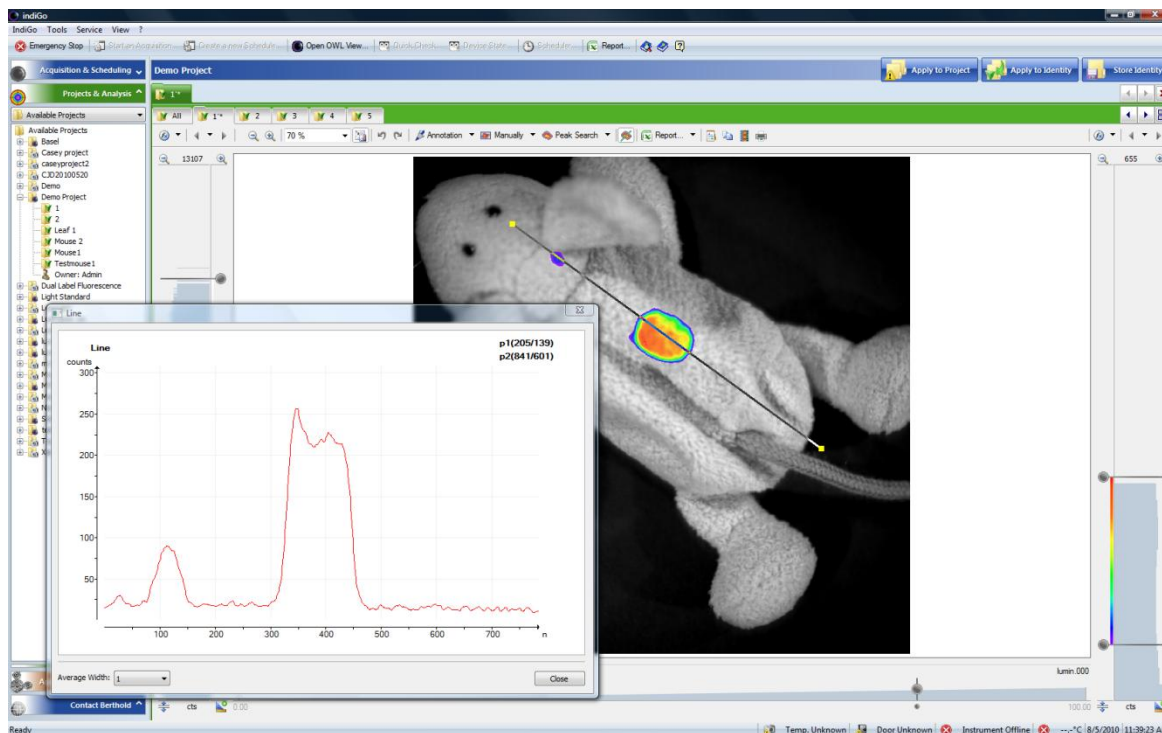 indiGo
IndiGo Tools Service View ?
Emergency Stop Start an Acquisition... Create a new Schedule... Open OWL View... Quick Check... Device State... Scheduler... Report...
Acquisition & Scheduling
Demo Project
Apply to Project Apply to Identity Store Identity
Projects & Analysis
1*
Available Projects
All 1* 2 3 4 5
70 % Annotation Manually Peak Search Report...
Available Projects
Basel
Casey project
caseyproject2
CJD20100520
Demo
Demo Project
1
2
Leaf 1
Mouse 2
Mouse1
Testmouse1
Owner: Admin
Dual Label Fluorescence
Light Standard
13107
655
Line
Line
p1(205/139)
p2(841/601)
counts
300
250
200
150
100
50
100 200 300 400 500 600 700 n
Average Width: 1 Close
lumin.000
Contact Berthold
cts 0.00 100.00 cts
Ready Temp. Unknown Door Unknown Instrument Offline --,-°C 8/5/2010 11:39:23 A